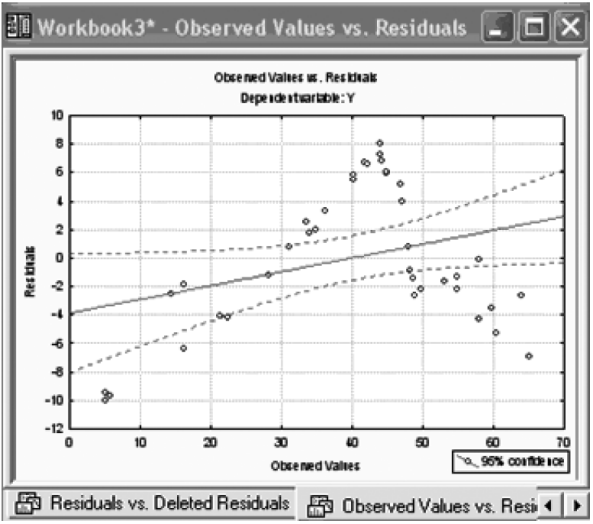 Workbook3* - Observed Values vs. Residuals
Observed Values vs. Residuals
Dependent variable: Y
10
8
6
4
2
0
-2
-4
-6
-8
-10
-12
Residuals
0 10 20 30 40 50 60 70
Observed Values
95% confidence
Residuals vs. Deleted Residuals
Observed Values vs. Resi